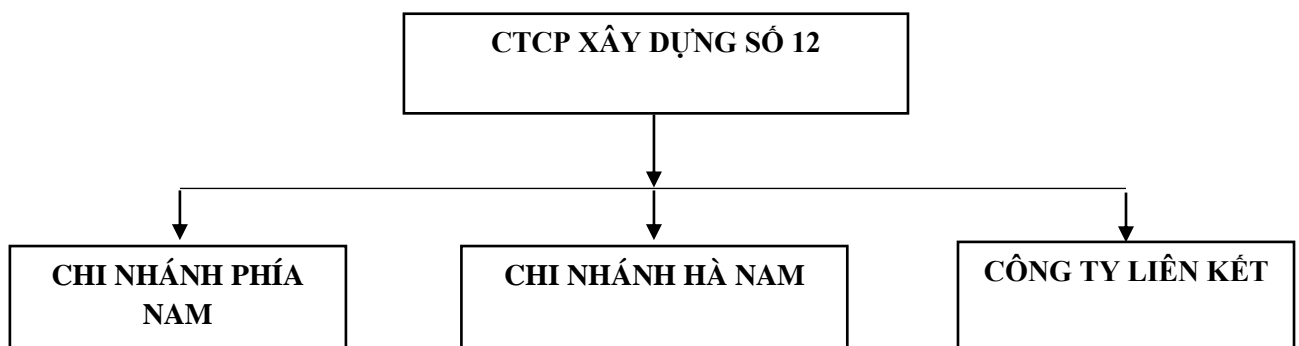 CTCP XÂY DỰNG SỐ 12
CHI NHÁNH PHÍA
NAM
CHI NHÁNH HÀ NAM
CÔNG TY LIÊN KẾT